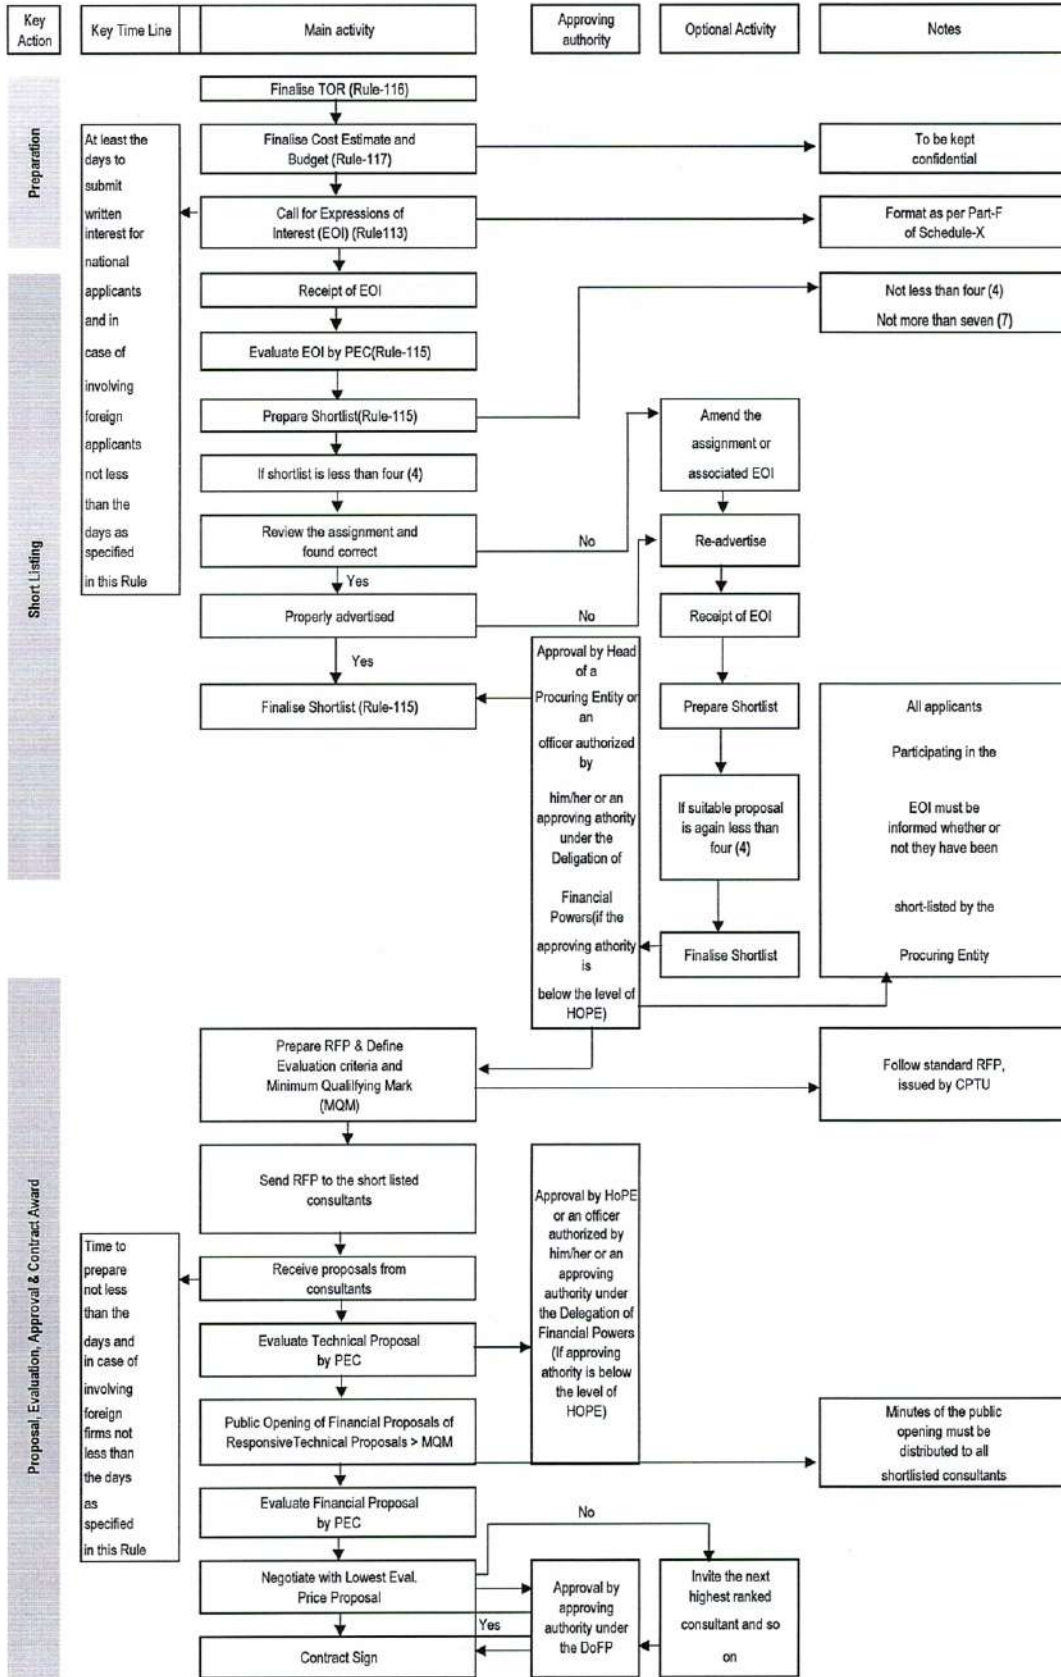 Key
Action
Key Time Line
Main activity
Approving
authority
Optional Activity
Notes
Preparation
Finalise TOR (Rule-116)
Finalise Cost Estimate and
Budget (Rule-117)
To be kept
confidential
Call for Expressions of
Interest (EOI) (Rule113)
Format as per Part-F
of Schedule-X
At least the
days to
submit
written
interest for
national
applicants
and in
case of
involving
foreign
applicants
not less
than the
days as
specified
in this Rule
Short Listing
Receipt of EOI
Not less than four (4)
Not more than seven (7)
Evaluate EOI by PEC(Rule-115)
Prepare Shortlist(Rule-115)
If shortlist is less than four (4)
Review the assignment and
found correct
No
Yes
Properly advertised
No
Yes
Finalise Shortlist (Rule-115)
Approval by Head
of a
Procuring Entity or
an
officer authorized
by
him/her or an
approving athority
under the
Deligation of
Financial
Powers(if the
approving athority
is
below the level of
HOPE)
Amend the
assignment or
associated EOI
Re-advertise
Receipt of EOI
Prepare Shortlist
If suitable proposal
is again less than
four (4)
Finalise Shortlist
All applicants
Participating in the
EOI must be
informed whether or
not they have been
short-listed by the
Procuring Entity
Proposal, Evaluation, Approval & Contract Award
Prepare RFP & Define
Evaluation criteria and
Minimum Qualilfying Mark
(MQM)
Follow standard RFP,
issued by CPTU
Send RFP to the short listed
consultants
Receive proposals from
consultants
Time to
prepare
not less
than the
days and
in case of
involving
foreign
firms not
less than
the days
as
specified
in this Rule
Evaluate Technical Proposal
by PEC
Approval by HoPE
or an officer
authorized by
him/her or an
approving
authority under
the Delegation of
Financial Powers
(If approving
athority is below
the level of
HOPE)
Public Opening of Financial Proposals of
ResponsiveTechnical Proposals > MQM
Minutes of the public
opening must be
distributed to all
shortlisted consultants
Evaluate Financial Proposal
by PEC
No
Negotiate with Lowest Eval.
Price Proposal
Yes
Contract Sign
Approval by
approving
authority under
the DoFP
Invite the next
highest ranked
consultant and so
on